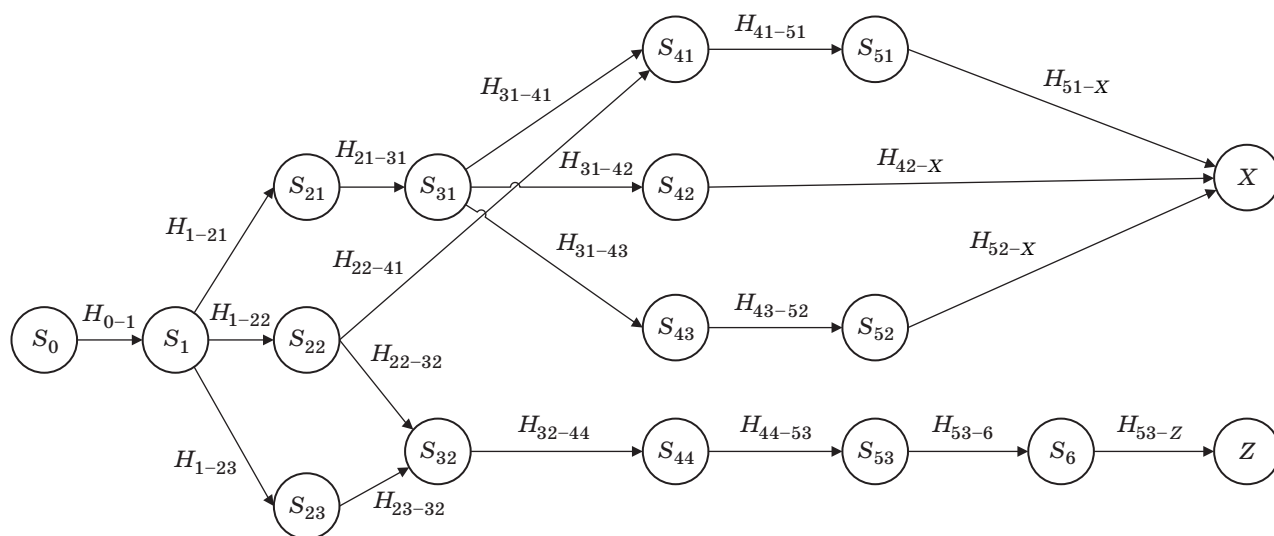 H41–51
S41
S51
H31–41
H51–X
H21–31
H31–42
H42–X
S21
S31
S42
X
H1–21
H22–41
H31–43
H52–X
H0–1
H1–22
H43–52
S0
S1
S22
S43
S52
H22–32
H1–23
H32–44
H44–53
H53–6
H53–Z
S32
S44
S53
S6
Z
S23
H23–32